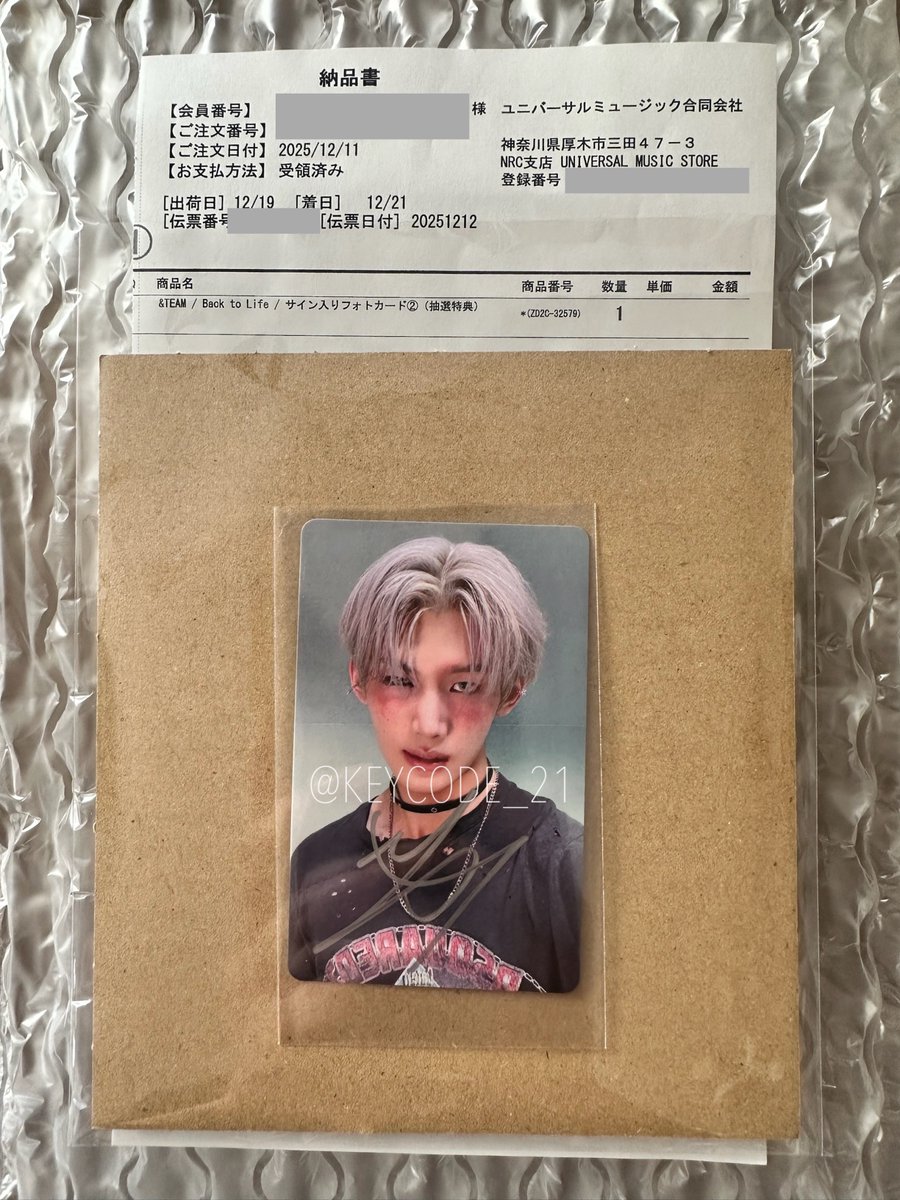 納品書
【会員番号】 様 ユニバーサルミュージック合同会社
【ご注文番号】
【ご注文日付】 2025/12/11 神奈川県厚木市三田４７－３
【お支払方法】 受領済み NRC支店 UNIVERSAL MUSIC STORE
登録番号
[出荷日] 12/19 [着日] 12/21
[伝票番号 [伝票日付] 20251212
商品名 商品番号 数量 単価 金額
&TEAM / Back to Life / サイン入りフォトカード② (抽選特典) *(ZD2C-32579) 1
@KEYCODE_21